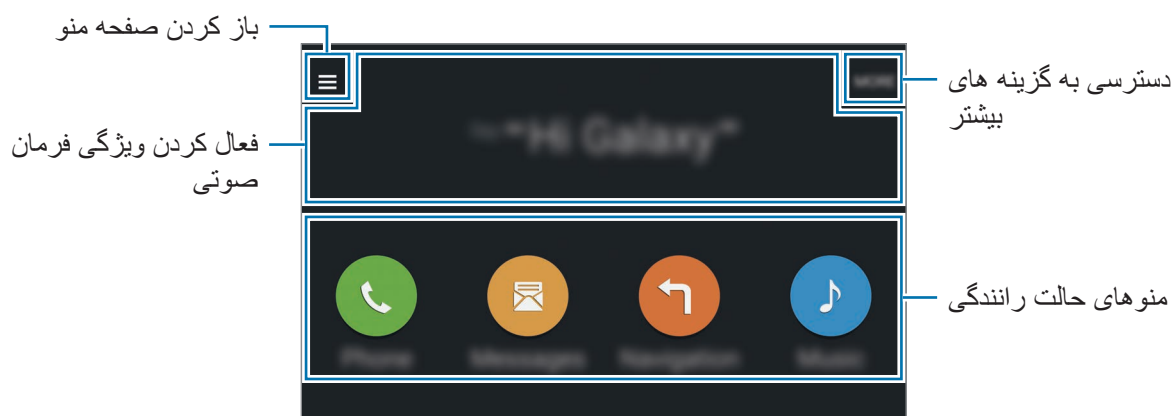 باز کردن صفحه منو
دسترسی به گزینه های
بیشتر
MORE
"Hi Galaxy"
فعال کردن ویژگی فرمان
صوتی
منوهای حالت رانندگی
Phone
Messages
Navigation
Music